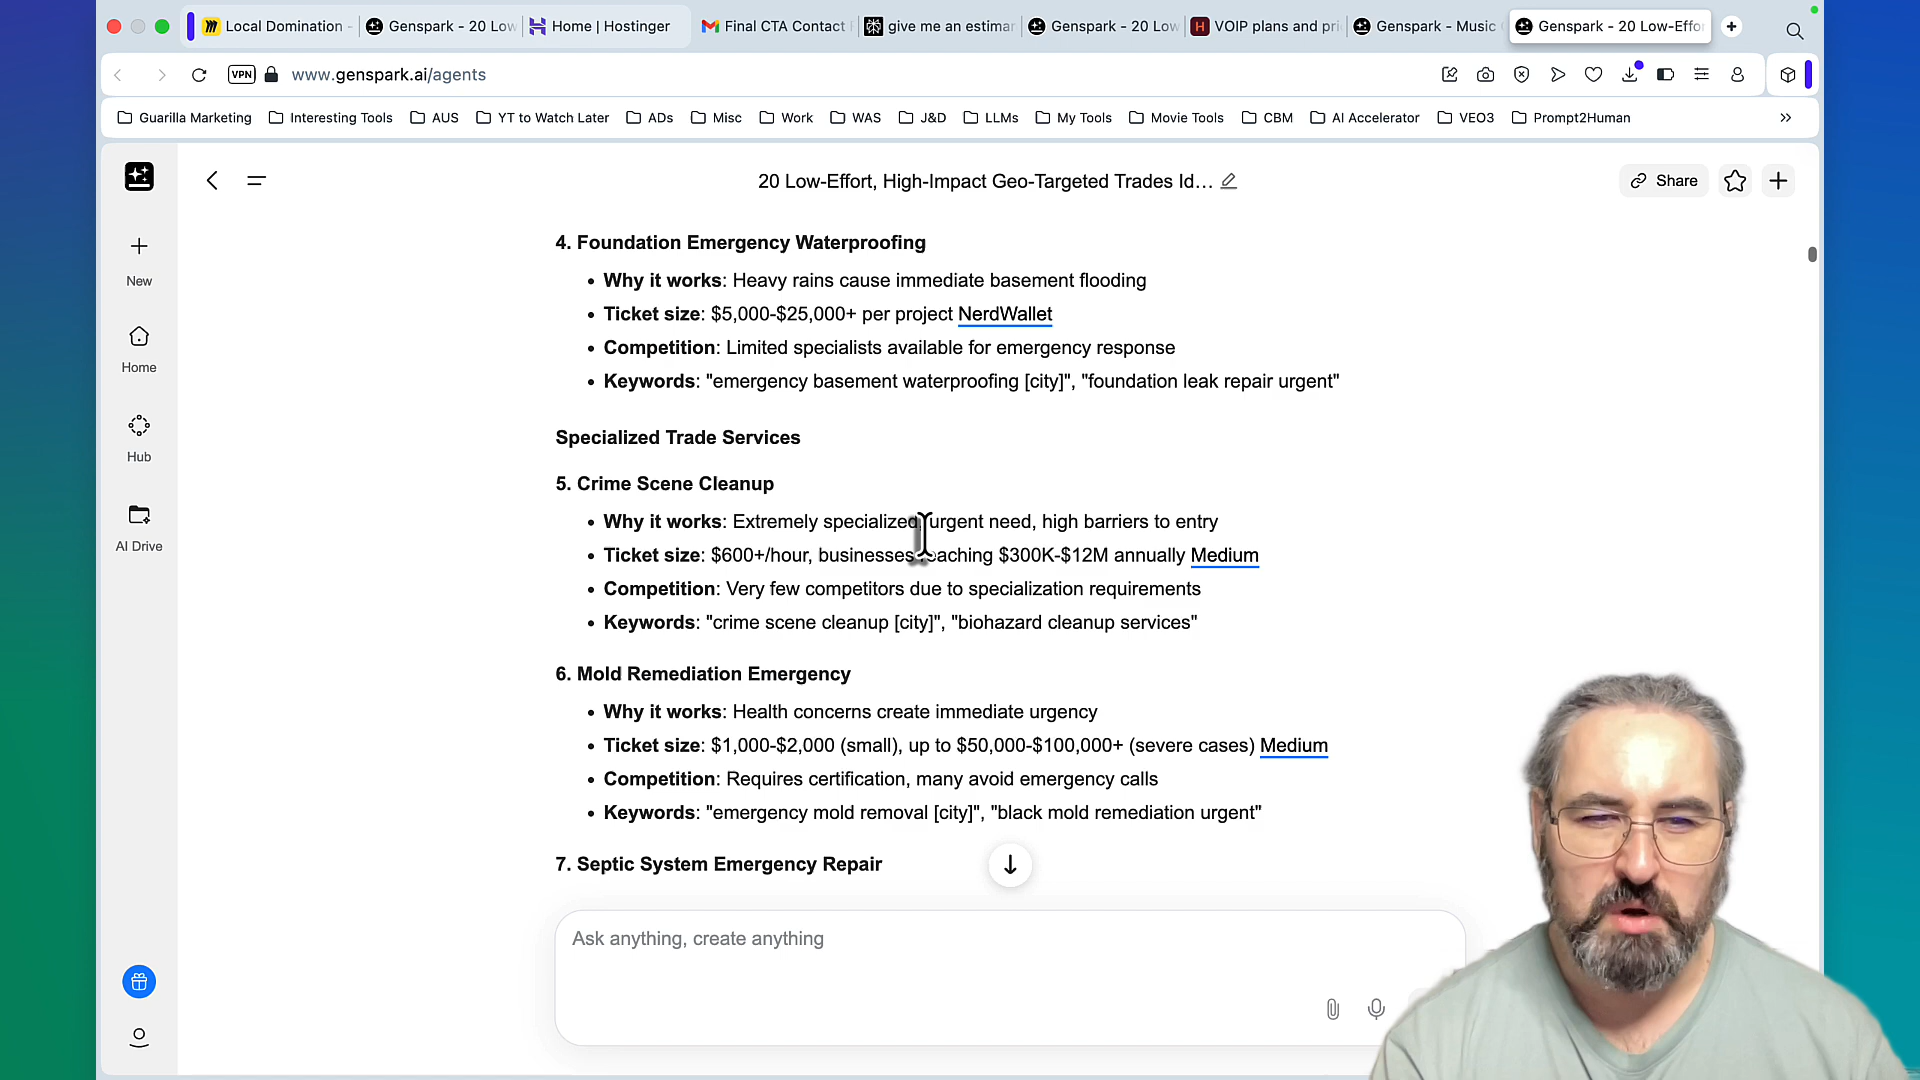 Local Domination -
Genspark - 20 Low
Home | Hostinger
Final CTA Contact
give me an estimar
Genspark - 20 Low
VOIP plans and pri
Genspark - Music
Genspark - 20 Low-Effor
VPN
www.genspark.ai/agents
Guarilla Marketing
Interesting Tools
AUS
YT to Watch Later
ADs
Misc
Work
WAS
J&D
LLMs
My Tools
Movie Tools
CBM
AI Accelerator
VEO3
Prompt2Human
20 Low-Effort, High-Impact Geo-Targeted Trades Id...
Share
New
Home
Hub
AI Drive
4. Foundation Emergency Waterproofing
• Why it works: Heavy rains cause immediate basement flooding
• Ticket size: $5,000-$25,000+ per project NerdWallet
• Competition: Limited specialists available for emergency response
• Keywords: "emergency basement waterproofing [city]", "foundation leak repair urgent"
Specialized Trade Services
5. Crime Scene Cleanup
• Why it works: Extremely specialized, urgent need, high barriers to entry
• Ticket size: $600+/hour, businesses reaching $300K-$12M annually Medium
• Competition: Very few competitors due to specialization requirements
• Keywords: "crime scene cleanup [city]", "biohazard cleanup services"
6. Mold Remediation Emergency
• Why it works: Health concerns create immediate urgency
• Ticket size: $1,000-$2,000 (small), up to $50,000-$100,000+ (severe cases) Medium
• Competition: Requires certification, many avoid emergency calls
• Keywords: "emergency mold removal [city]", "black mold remediation urgent"
7. Septic System Emergency Repair
Ask anything, create anything